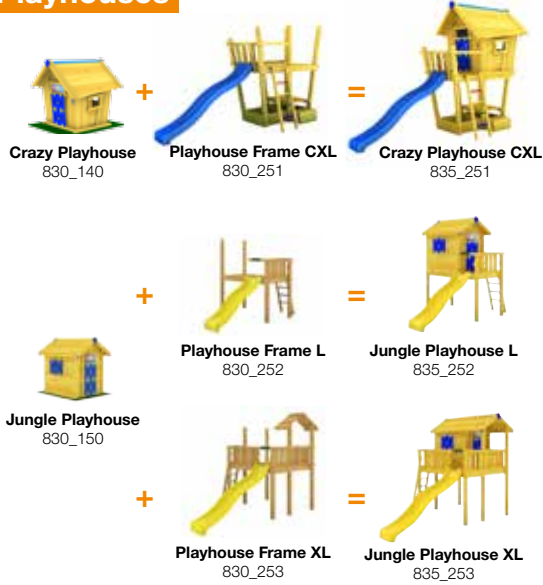 Playhouses
+
=
Crazy Playhouse
830_140
Playhouse Frame CXL
830_251
Crazy Playhouse CXL
835_251
+
=
Playhouse Frame L
830_252
Jungle Playhouse L
835_252
Jungle Playhouse
830_150
+
=
Playhouse Frame XL
830_253
Jungle Playhouse XL
835_253